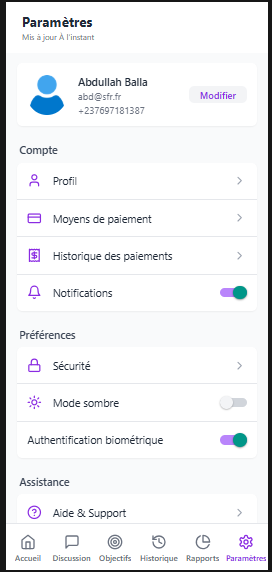 Paramètres
Mis à jour À l'instant
Abdullah Balla
abd@sfr.fr
+237697181387
Modifier
Compte
Profil
Moyens de paiement
Historique des paiements
Notifications
Préférences
Sécurité
Mode sombre
Authentification biométrique
Assistance
Aide & Support
Accueil
Discussion
Objectifs
Historique
Rapports
Paramètres